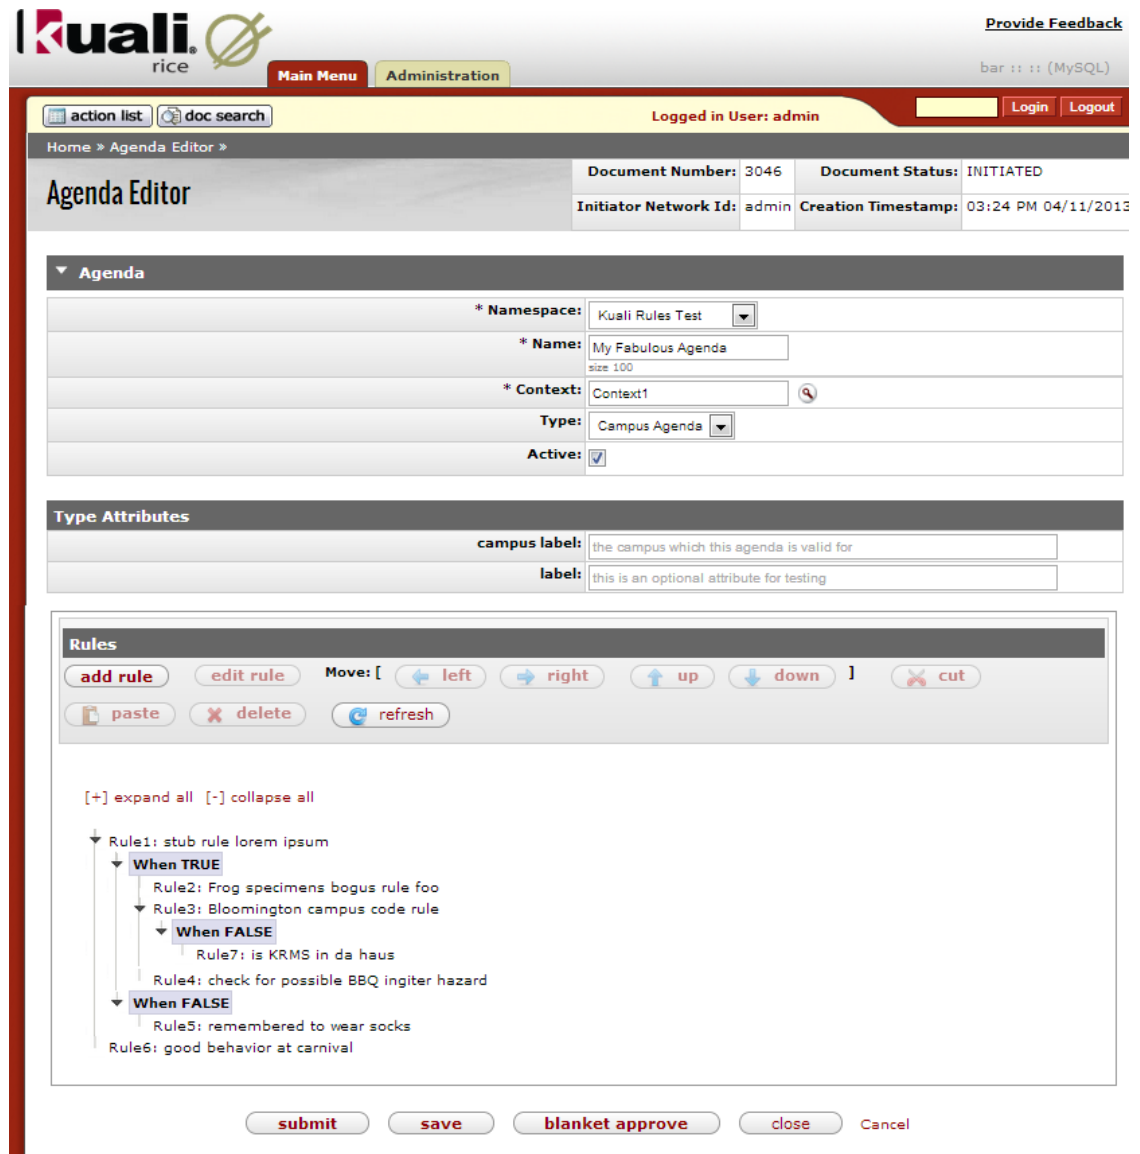 Kuali.
rice
Provide Feedback
Main Menu
Administration
bar :: :: (MySQL)
action list
doc search
Logged in User: admin
Login
Logout
Home » Agenda Editor »
Agenda Editor
Document Number: 3046 Document Status: INITIATED
Initiator Network Id: admin Creation Timestamp: 03:24 PM 04/11/2013
Agenda
* Namespace: Kuali Rules Test
* Name: My Fabulous Agenda
size 100
* Context: Context1
Type: Campus Agenda
Active:
Type Attributes
campus label: the campus which this agenda is valid for
label: this is an optional attribute for testing
Rules
add rule edit rule Move: [ left right up down ] cut
paste delete refresh
[+] expand all [-] collapse all
Rule1: stub rule lorem ipsum
When TRUE
Rule2: Frog specimens bogus rule foo
Rule3: Bloomington campus code rule
When FALSE
Rule7: is KRMS in da haus
Rule4: check for possible BBQ ingiter hazard
When FALSE
Rule5: remembered to wear socks
Rule6: good behavior at carnival
submit save blanket approve close Cancel